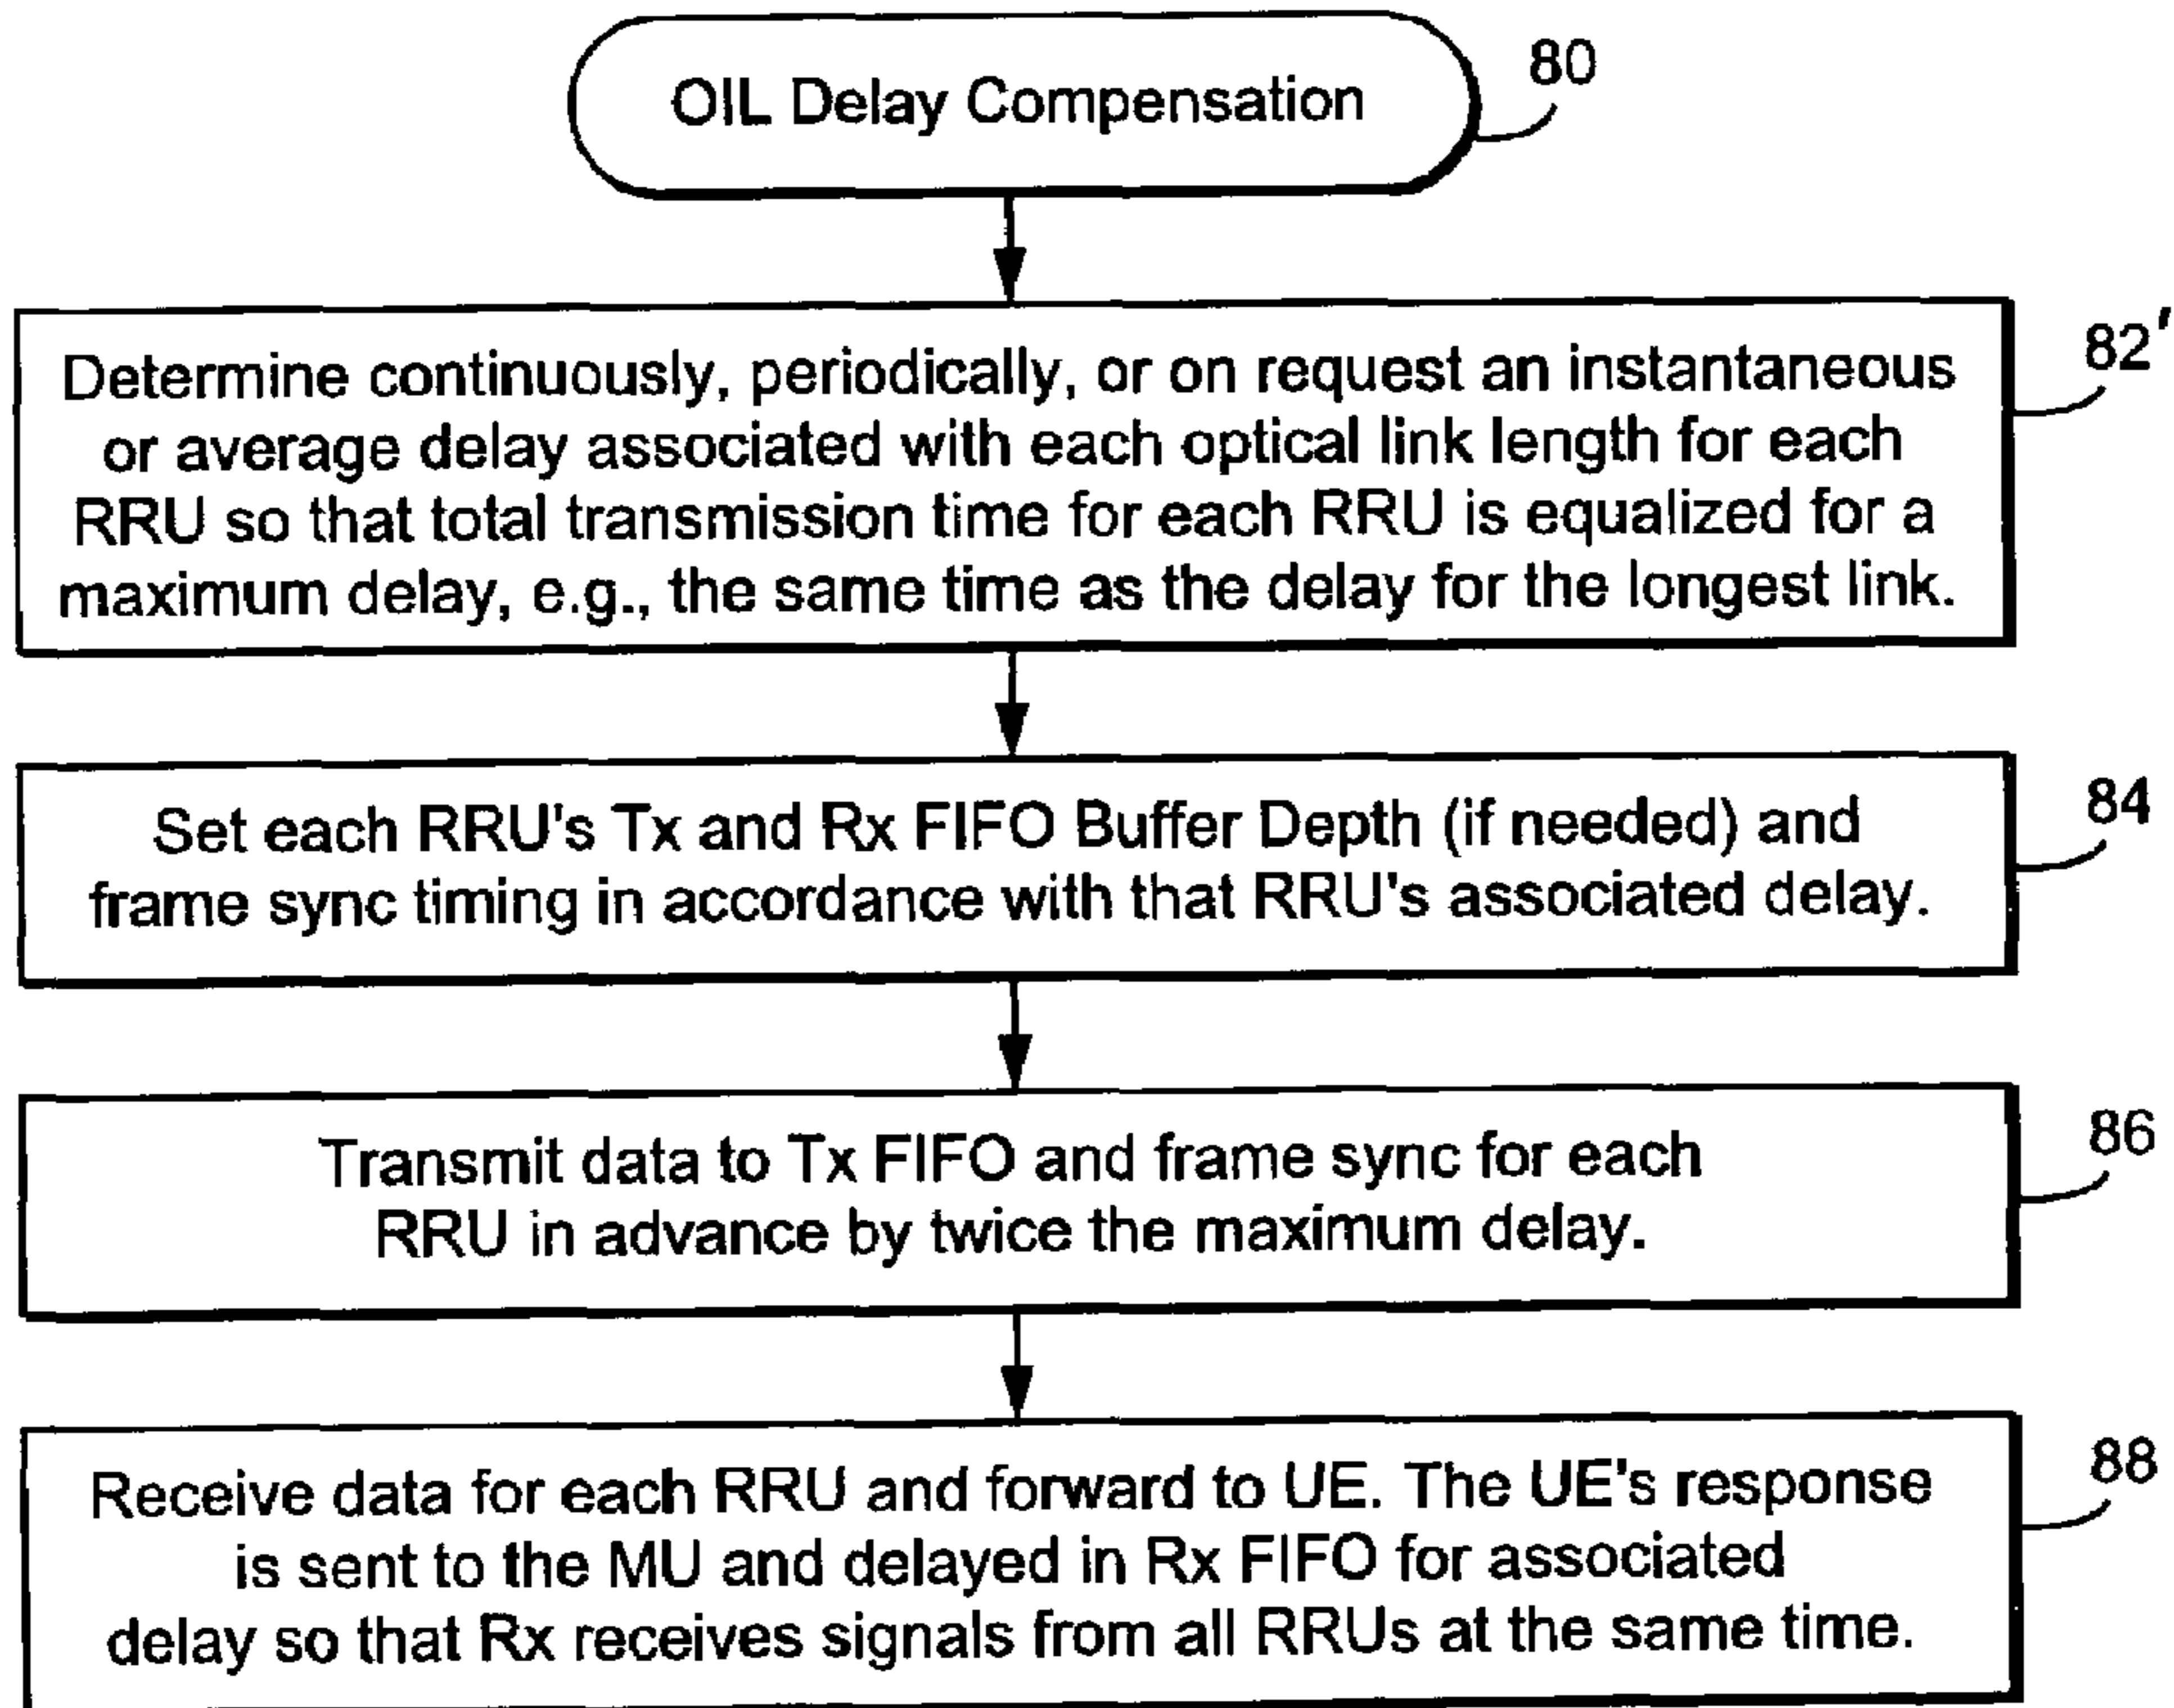 OIL Delay Compensation
80
Determine continuously, periodically, or on request an instantaneous
or average delay associated with each optical link length for each
RRU so that total transmission time for each RRU is equalized for a
maximum delay, e.g., the same time as the delay for the longest link.
82'
Set each RRU's Tx and Rx FIFO Buffer Depth (if needed) and
frame sync timing in accordance with that RRU's associated delay.
84
Transmit data to Tx FIFO and frame sync for each
RRU in advance by twice the maximum delay.
86
Receive data for each RRU and forward to UE. The UE's response
is sent to the MU and delayed in Rx FIFO for associated
delay so that Rx receives signals from all RRUs at the same time.
88